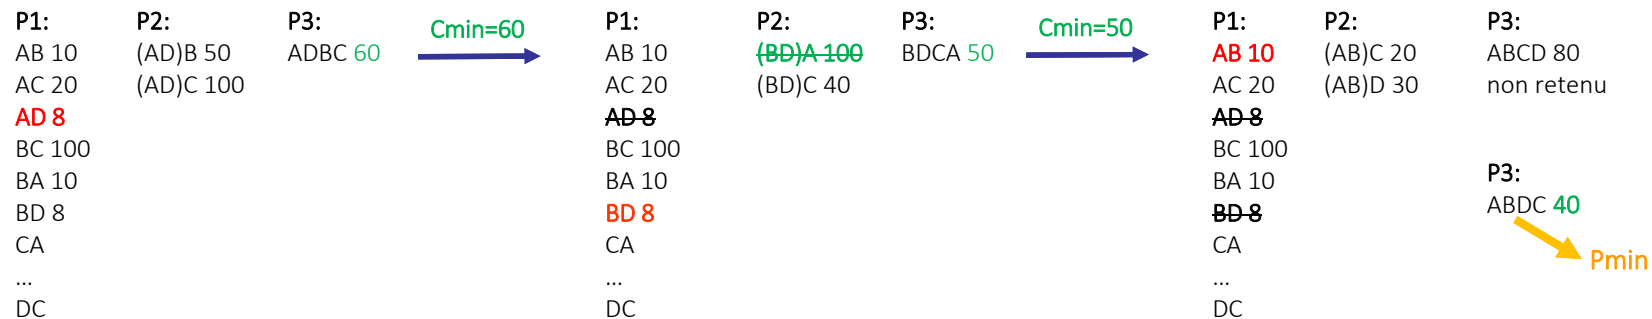 P1:
AB 10
AC 20
AD 8
BC 100
BA 10
BD 8
CA
...
DC
P2:
(AD)B 50
(AD)C 100
P3:
ADBC 60
Cmin=60
P1:
AB 10
AC 20
AD 8
BC 100
BA 10
BD 8
CA
...
DC
P2:
(BD)A 100
(BD)C 40
P3:
BDCA 50
Cmin=50
P1:
AB 10
AC 20
AD 8
BC 100
BA 10
BD 8
CA
...
DC
P2:
(AB)C 20
(AB)D 30
P3:
ABCD 80
non retenu
P3:
ABDC 40
Pmin